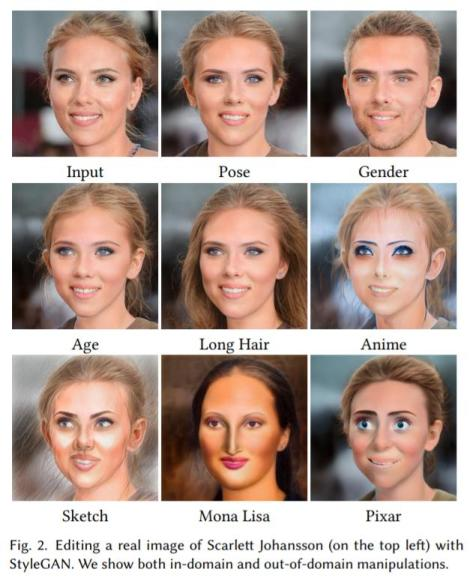 Input Pose Gender
Age Long Hair Anime
Sketch Mona Lisa Pixar
Fig. 2. Editing a real image of Scarlett Johansson (on the top left) with
StyleGAN. We show both in-domain and out-of-domain manipulations.